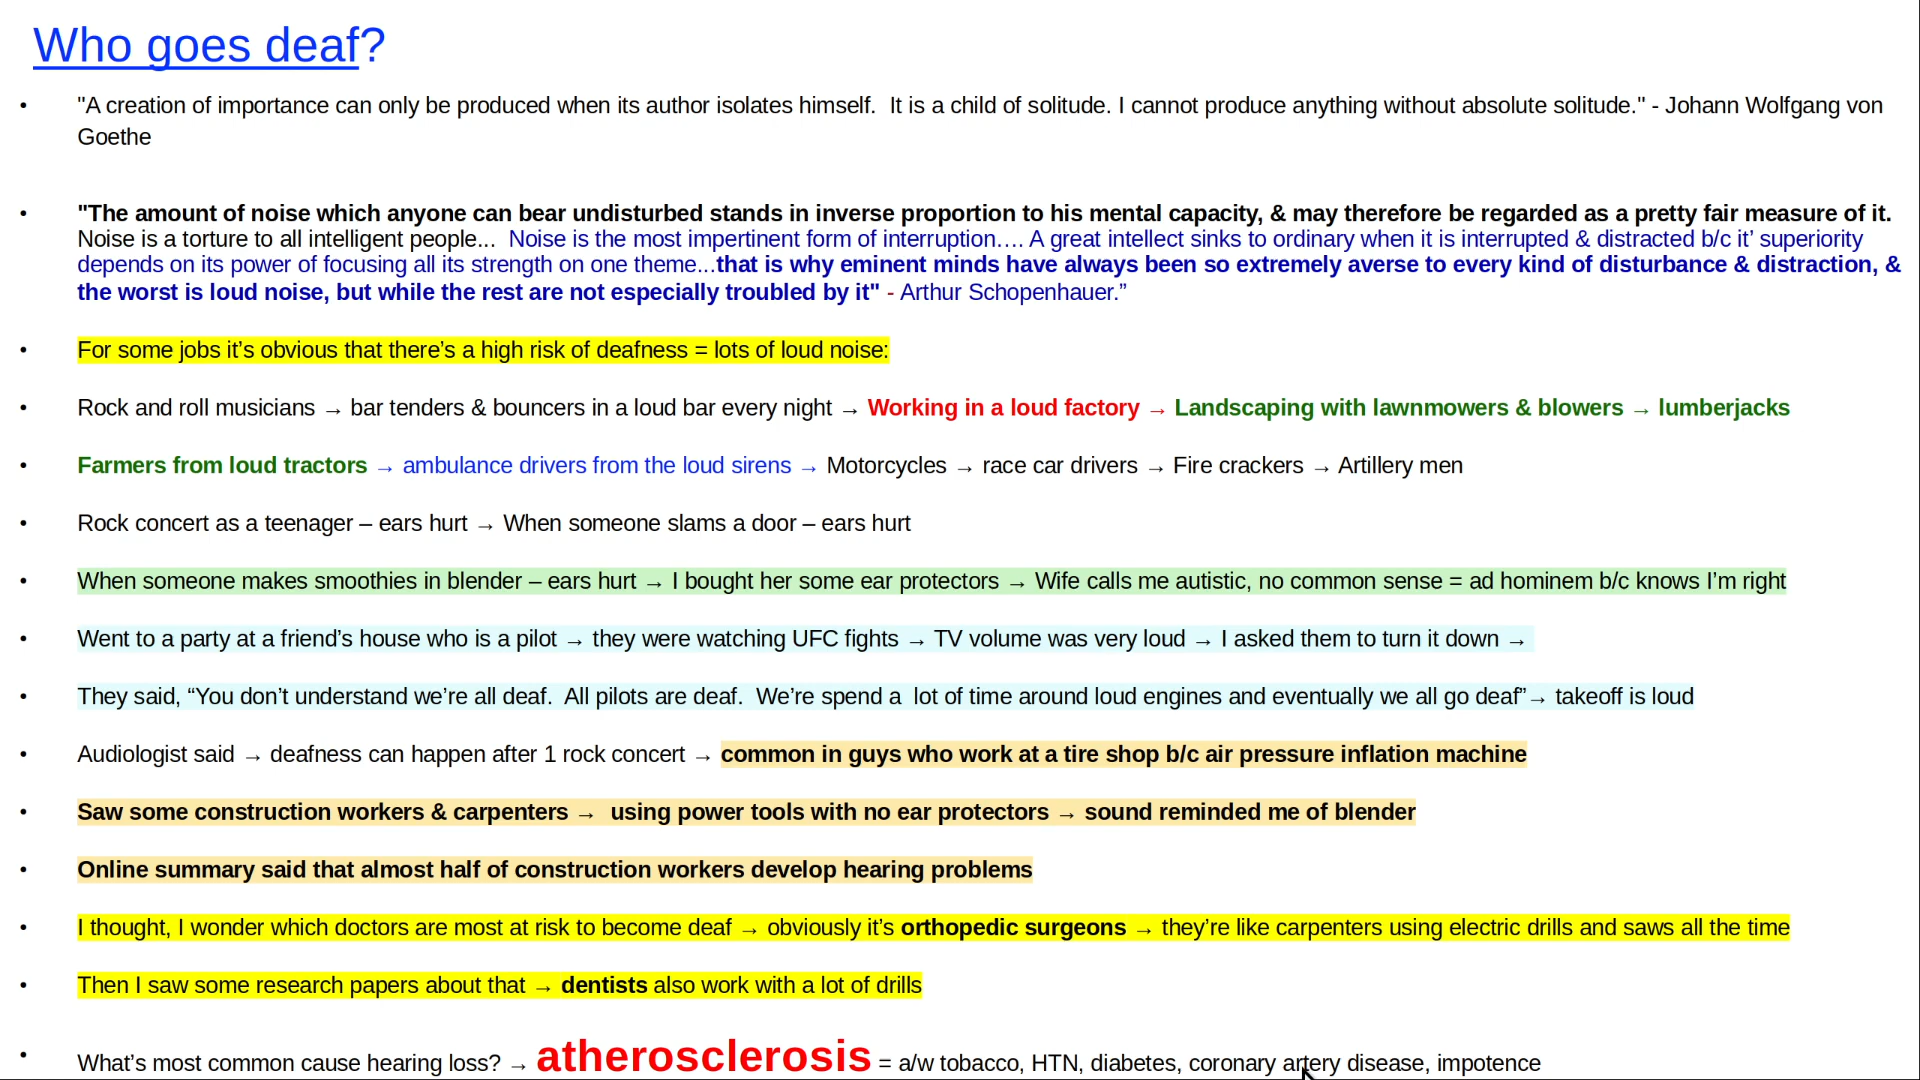 Who goes deaf?
• "A creation of importance can only be produced when its author isolates himself.  It is a child of solitude. I cannot produce anything without absolute solitude." - Johann Wolfgang von
Goethe
• "The amount of noise which anyone can bear undisturbed stands in inverse proportion to his mental capacity, & may therefore be regarded as a pretty fair measure of it.
Noise is a torture to all intelligent people...  Noise is the most impertinent form of interruption…. A great intellect sinks to ordinary when it is interrupted & distracted b/c it’ superiority
depends on its power of focusing all its strength on one theme...that is why eminent minds have always been so extremely averse to every kind of disturbance & distraction, &
the worst is loud noise, but while the rest are not especially troubled by it" - Arthur Schopenhauer.”
• For some jobs it’s obvious that there’s a high risk of deafness = lots of loud noise:
• Rock and roll musicians → bar tenders & bouncers in a loud bar every night → Working in a loud factory → Landscaping with lawnmowers & blowers → lumberjacks
• Farmers from loud tractors → ambulance drivers from the loud sirens → Motorcycles → race car drivers → Fire crackers → Artillery men
• Rock concert as a teenager – ears hurt → When someone slams a door – ears hurt
• When someone makes smoothies in blender – ears hurt → I bought her some ear protectors → Wife calls me autistic, no common sense = ad hominem b/c knows I’m right
• Went to a party at a friend’s house who is a pilot → they were watching UFC fights → TV volume was very loud → I asked them to turn it down →
• They said, “You don’t understand we’re all deaf.  All pilots are deaf.  We’re spend a  lot of time around loud engines and eventually we all go deaf”→ takeoff is loud
• Audiologist said → deafness can happen after 1 rock concert → common in guys who work at a tire shop b/c air pressure inflation machine
• Saw some construction workers & carpenters →  using power tools with no ear protectors → sound reminded me of blender
• Online summary said that almost half of construction workers develop hearing problems
• I thought, I wonder which doctors are most at risk to become deaf → obviously it’s orthopedic surgeons → they’re like carpenters using electric drills and saws all the time
• Then I saw some research papers about that → dentists also work with a lot of drills
• What’s most common cause hearing loss? → atherosclerosis = a/w tobacco, HTN, diabetes, coronary artery disease, impotence